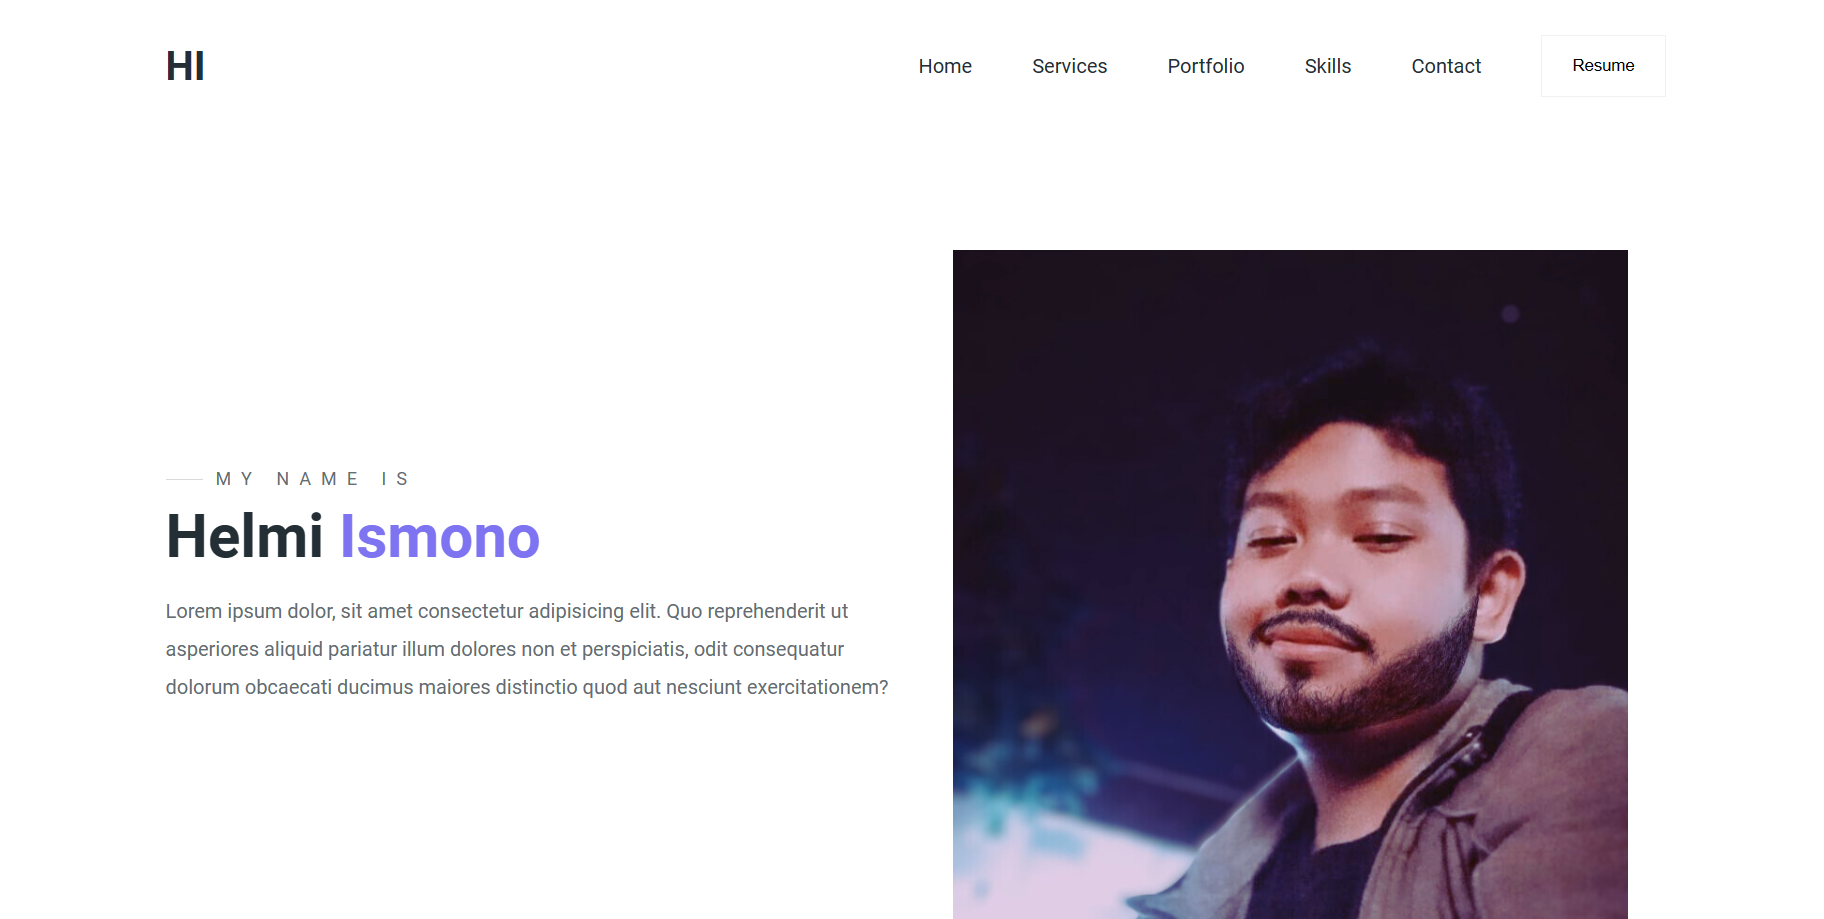 HI
Home Services Portfolio Skills Contact Resume
MY NAME IS
Helmi Ismono
Lorem ipsum dolor, sit amet consectetur adipisicing elit. Quo reprehenderit ut
asperiores aliquid pariatur illum dolores non et perspiciatis, odit consequatur
dolorum obcaecati ducimus maiores distinctio quod aut nesciunt exercitationem?